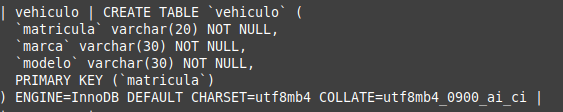 | vehiculo | CREATE TABLE `vehiculo` (
  `matricula` varchar(20) NOT NULL,
  `marca` varchar(30) NOT NULL,
  `modelo` varchar(30) NOT NULL,
  PRIMARY KEY (`matricula`)
) ENGINE=InnoDB DEFAULT CHARSET=utf8mb4 COLLATE=utf8mb4_0900_ai_ci |